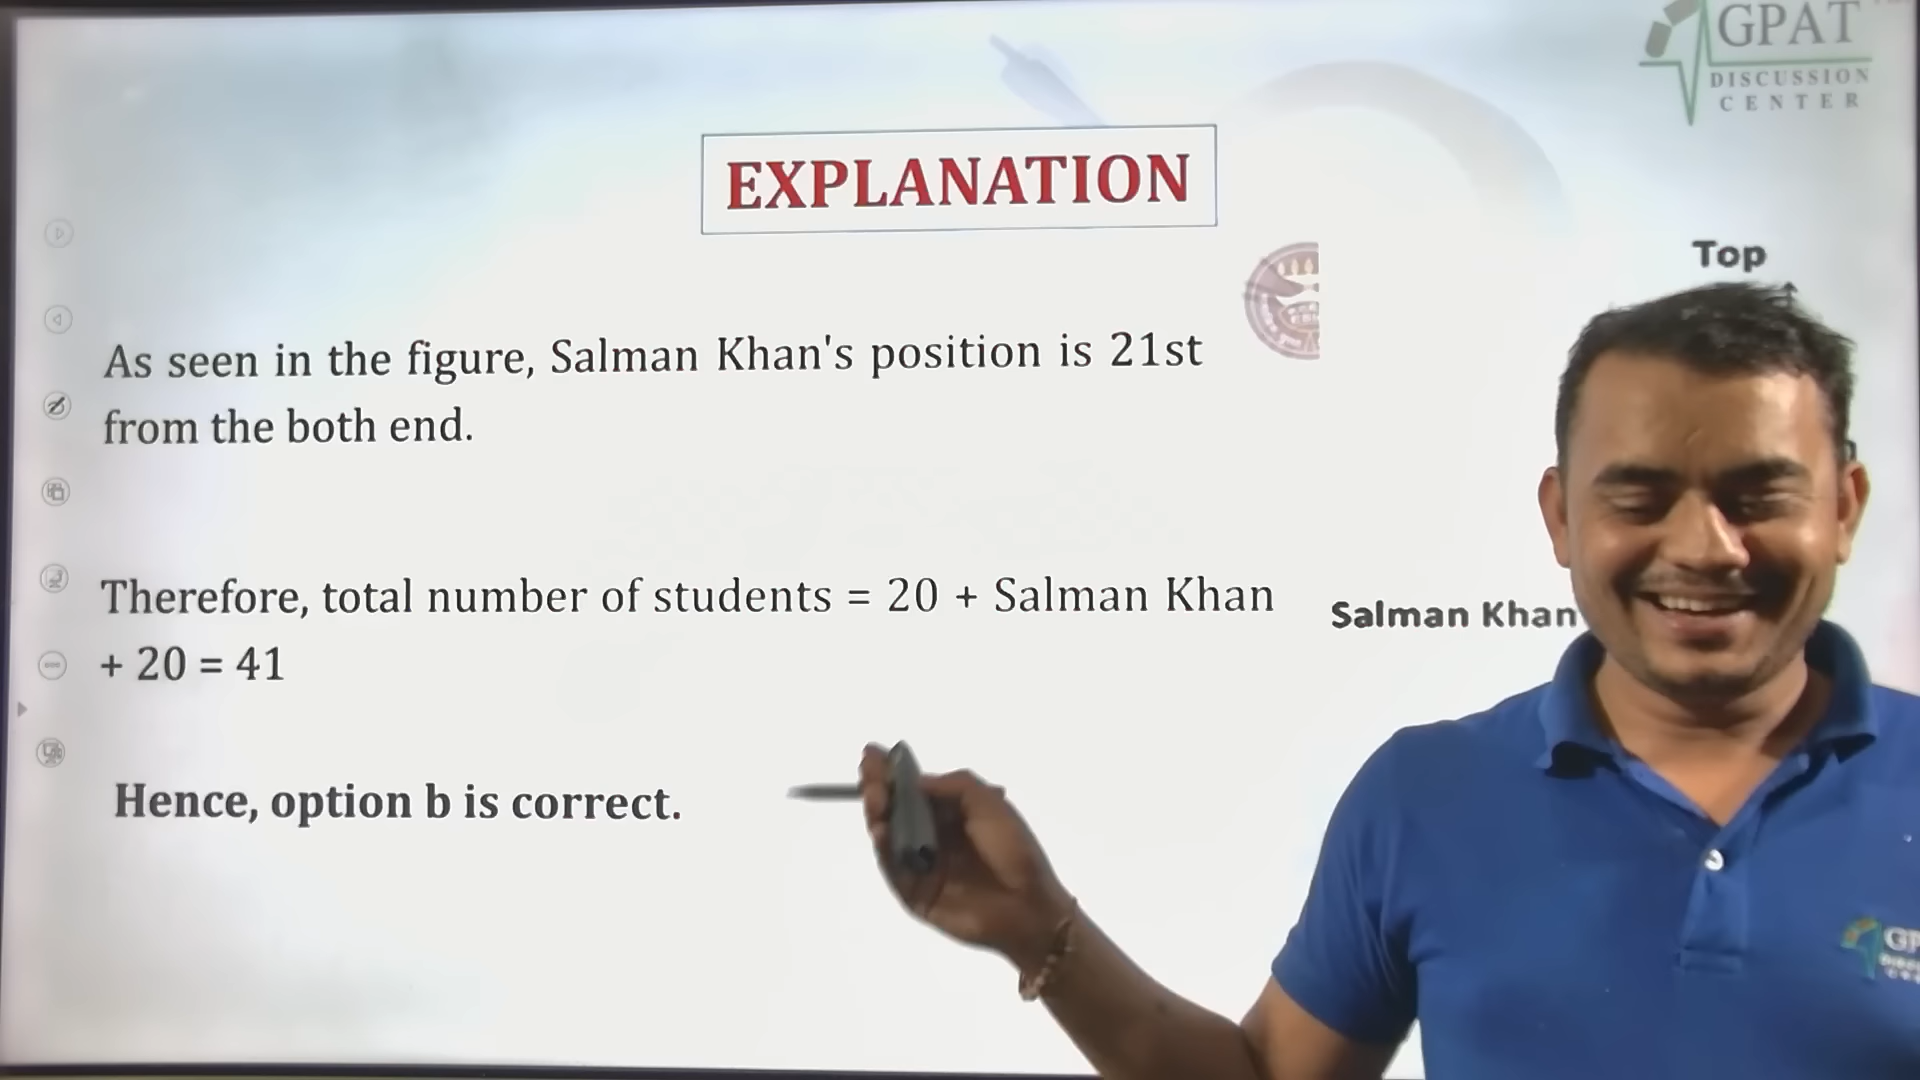 GPAT
DISCUSSION
CENTER
EXPLANATION
Top
As seen in the figure, Salman Khan's position is 21st
from the both end.
Therefore, total number of students = 20 + Salman Khan
+ 20 = 41
Salman Khan
Hence, option b is correct.